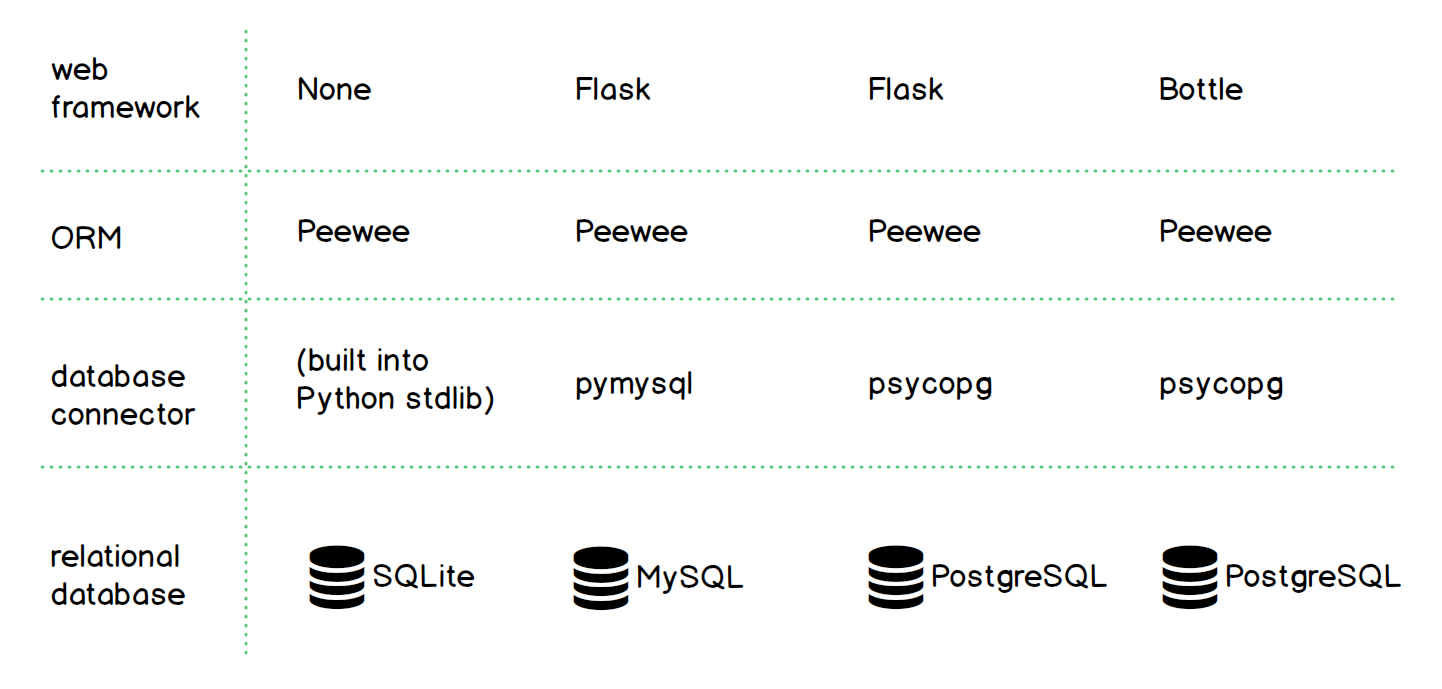 web
framework
None
Flask
Flask
Bottle
ORM
Peewee
Peewee
Peewee
Peewee
database
connector
(built into
Python stdlib)
pymysql
psycopg
psycopg
relational
database
SQLite
MySQL
PostgreSQL
PostgreSQL